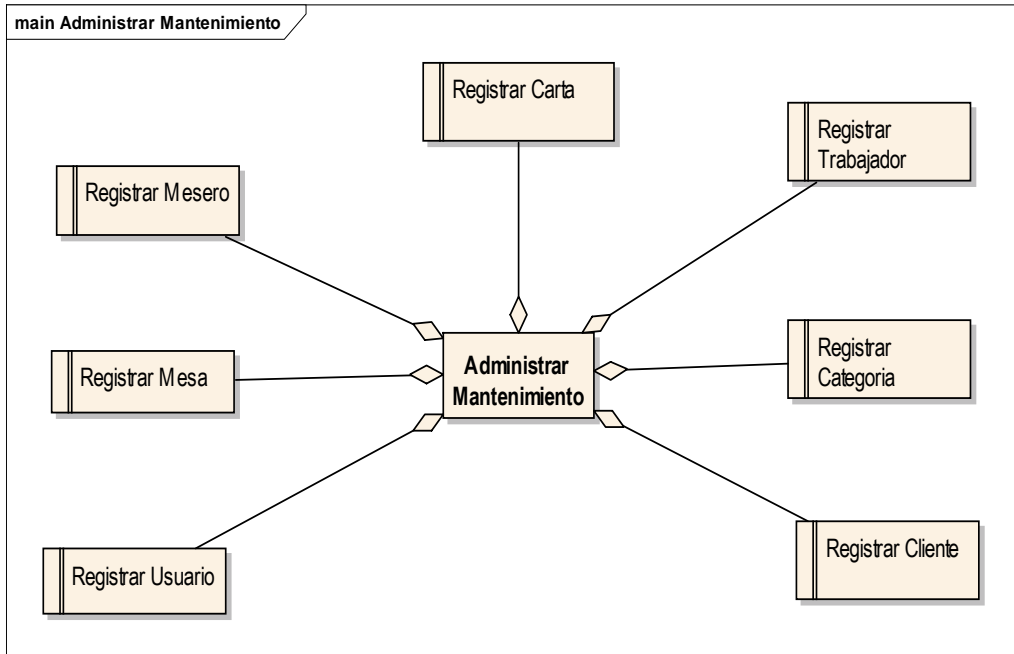 main Administrar Mantenimiento
Registrar Carta
Registrar
Trabajador
Registrar Mesero
Registrar Mesa
Administrar
Mantenimiento
Registrar
Categoria
Registrar Usuario
Registrar Cliente